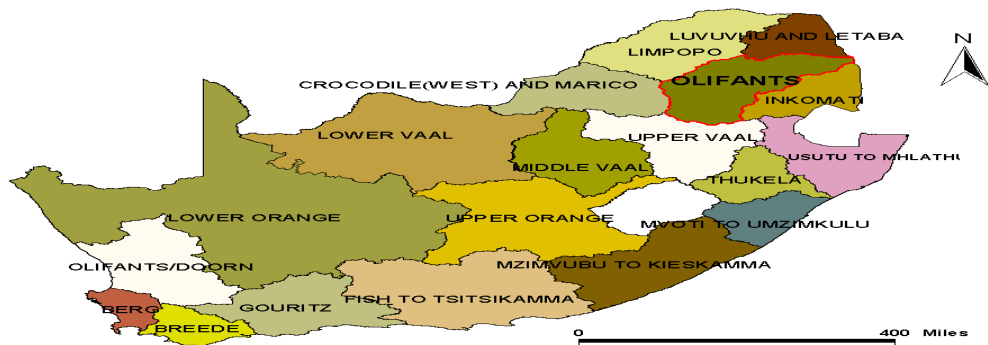 LUVUVHU AND LETABA
N
LIMPOPO
OLIFANTS
CROCODILE(WEST) AND MARICO
INKOMATI
LOWER VAAL
UPPER VAAL
USUTU TO MHLATHU
MIDDLE VAAL
THUKELA
LOWER ORANGE
UPPER ORANGE
MVOTI TO UMZIMKULU
OLIFANTS/DOORN
MZIMVUBU TO KIESKAMMA
FISH TO TSITSIKAMMA
GOURITZ
BERG
BREEDE
0 400 Miles